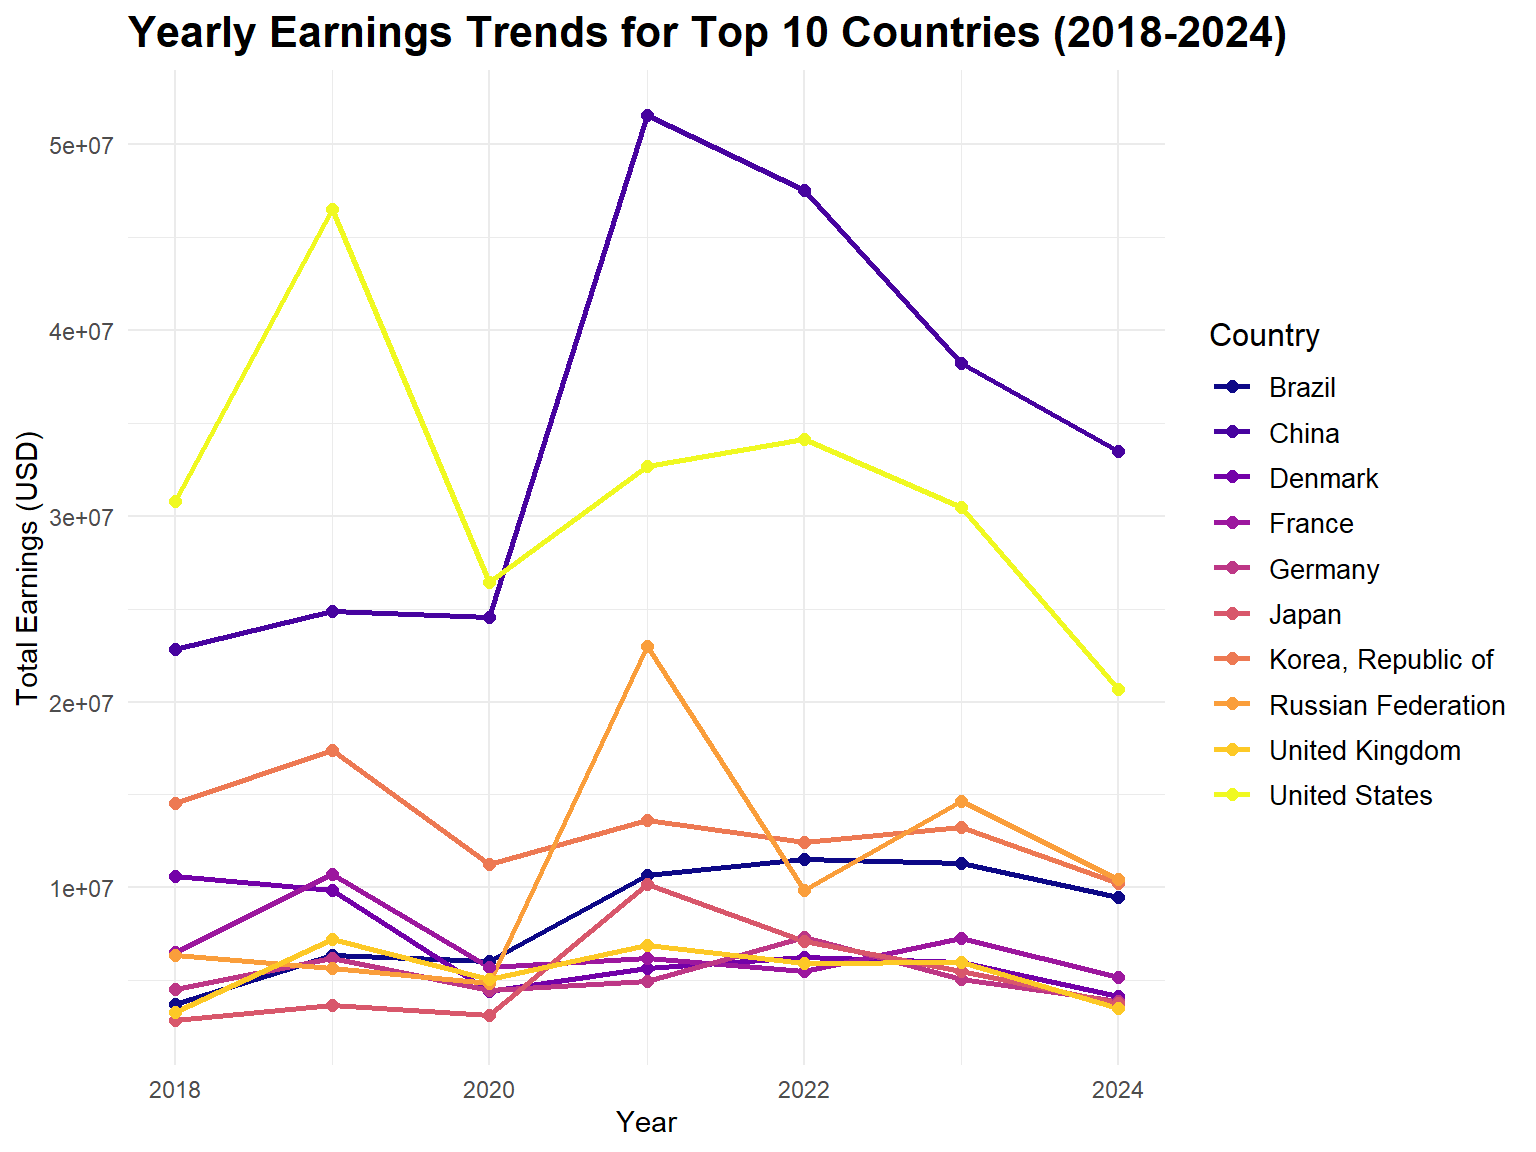 Yearly Earnings Trends for Top 10 Countries (2018-2024)
Total Earnings (USD)
5e+07
4e+07
3e+07
2e+07
1e+07
2018
2020
2022
2024
Year
Country
Brazil
China
Denmark
France
Germany
Japan
Korea, Republic of
Russian Federation
United Kingdom
United States